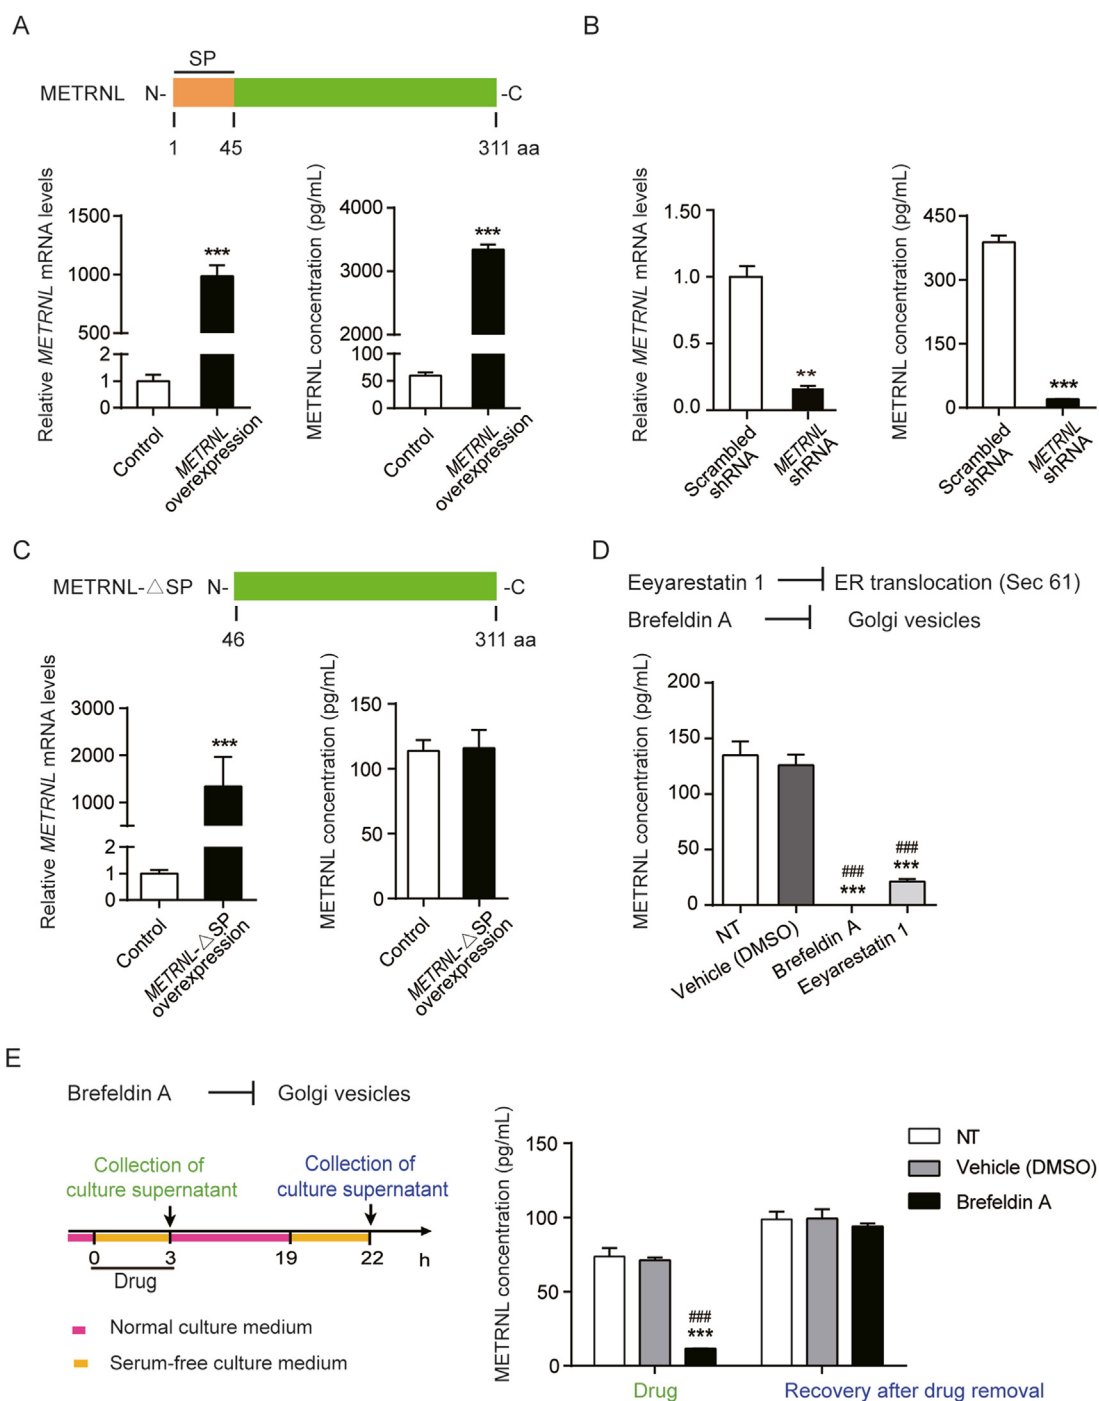 A
SP
METRNL N- -C
1 45 311 aa
Relative METRNL mRNA levels
1500
1000
500
2
1
0
***
Control
METRNL
overexpression
METRNL concentration (pg/mL)
4000
3000
2000
100
50
0
***
Control
METRNL
overexpression
B
Relative METRNL mRNA levels
1.50
1.0
0.5
0.0
**
Scrambled
shRNA
METRNL
shRNA
METRNL concentration (pg/mL)
450
300
150
0
***
Scrambled
shRNA
METRNL
shRNA
C
METRNL-△SP N- -C
46 311 aa
Relative METRNL mRNA levels
3000
2000
1000
2
1
0
***
Control
METRNL-△SP
overexpression
METRNL concentration (pg/mL)
150
100
50
0
Control
METRNL-△SP
overexpression
D
Eeyarestatin 1 ER translocation (Sec 61)
Brefeldin A Golgi vesicles
METRNL concentration (pg/mL)
200
150
100
50
0
###
***
###
***
NT
Vehicle (DMSO)
Brefeldin A
Eeyarestatin 1
E
Brefeldin A Golgi vesicles
Collection of
culture supernatant
Collection of
culture supernatant
0 3 19 22 h
Drug
Normal culture medium
Serum-free culture medium
METRNL concentration (pg/mL)
150
100
50
0
###
***
Drug
Recovery after drug removal
NT
Vehicle (DMSO)
Brefeldin A